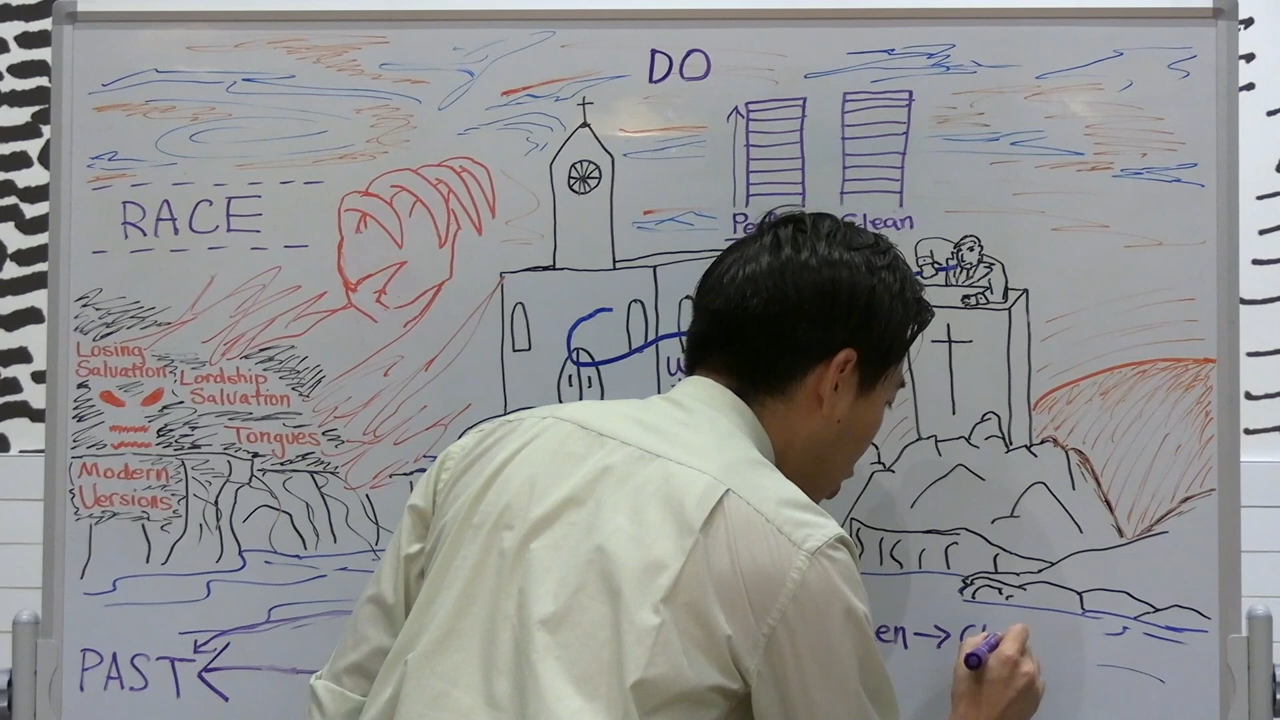 DO
RACE
Clean
Losing
Salvation
Lordship
Salvation
Tongues
Modern
Versions
PAST